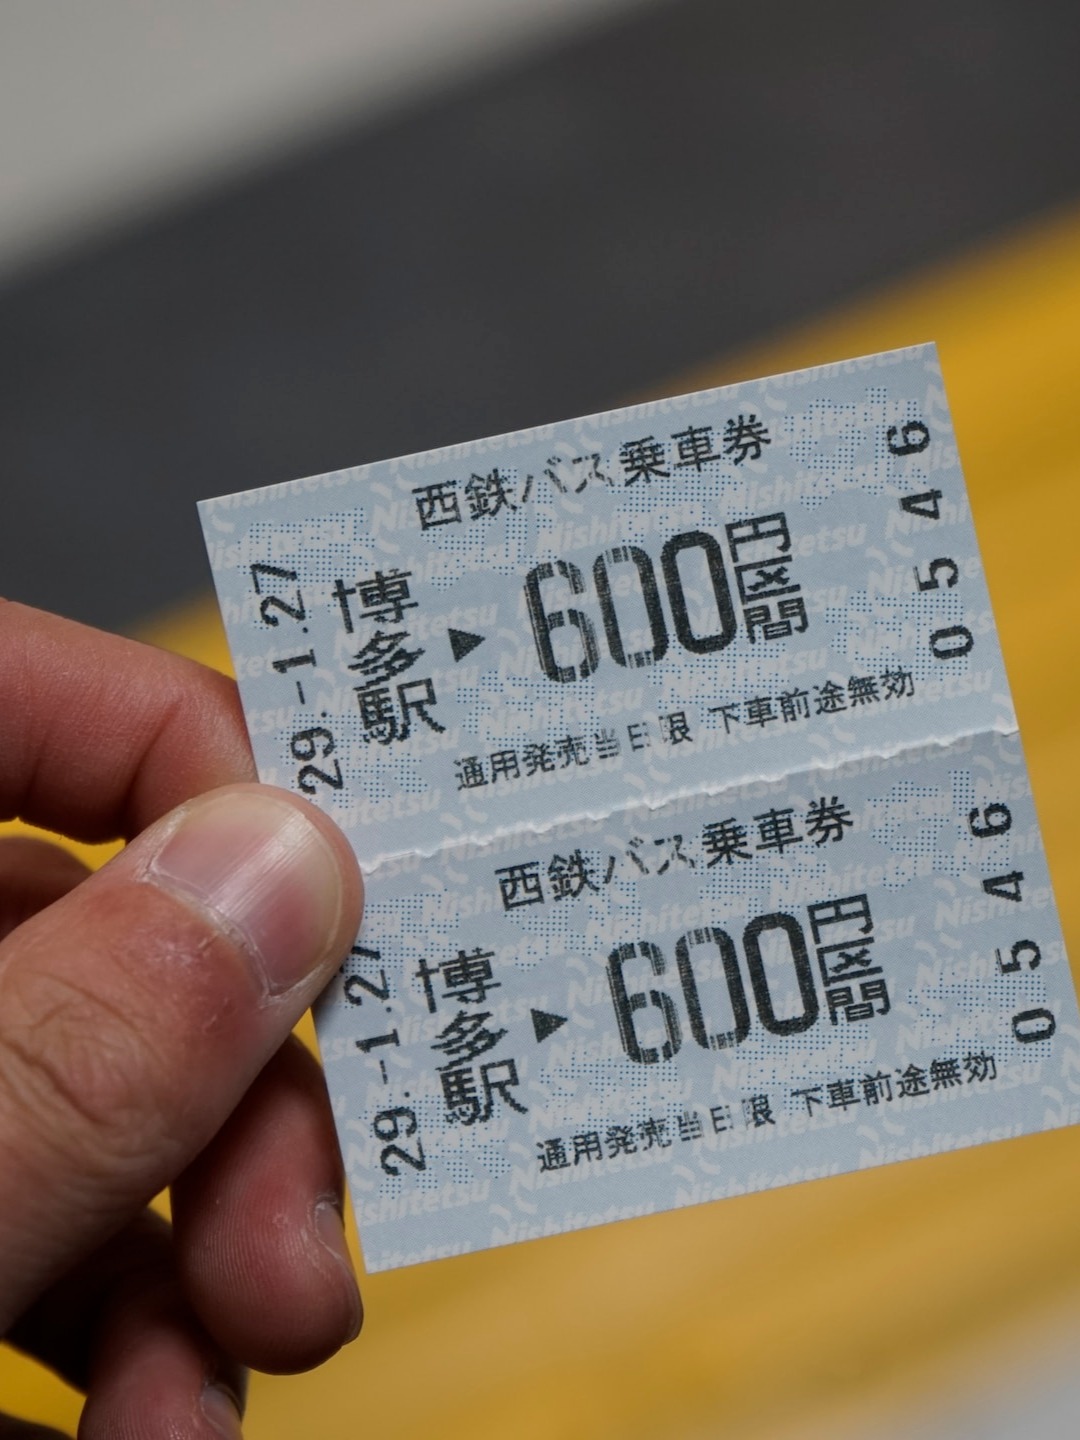 西鉄バス乗車券
29.-1.27
博多駅▶600円区間
通用発売当日限 下車前途無効
0546
西鉄バス乗車券
29.-1.27
博多駅▶600円区間
通用発売当日限 下車前途無効
0546
Nishitetsu